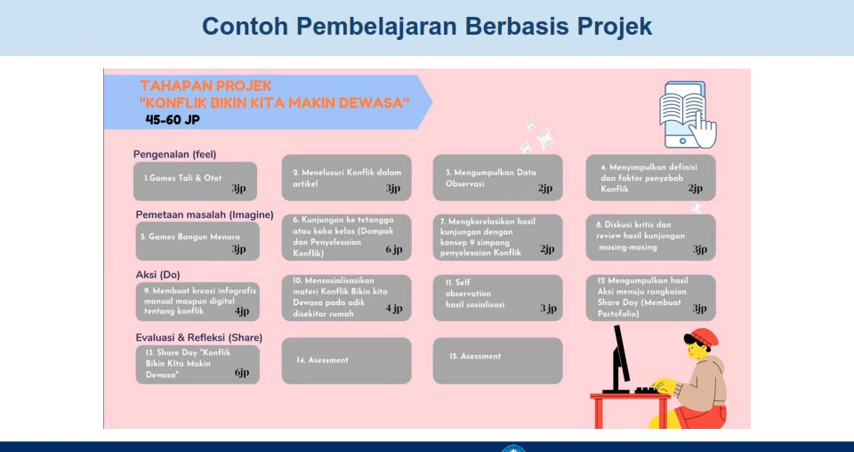 Contoh Pembelajaran Berbasis Projek
TAHAPAN PROJEK
"KONFLIK BIKIN KITA MAKIN DEWASA"
45-60 JP
Pengenalan (feel)
1.Games Tali & Otot
3jp
2. Menelusuri Konflik dalam
artikel
3jp
3. Mengumpulkan Data
Observasi
2jp
4. Menyimpulkan definisi
dan faktor penyebab
Konflik
2jp
Pemetaan masalah (Imagine)
5. Games Bangun Menara
3jp
6. Kunjungan ke tetangga
atau kaka kelas (Dampak
dan Penyelesaian
Konflik)
6 jp
7. Mengkorelasikan hasil
kunjungan dengan
konsep 9 simpang
penyelesaian Konflik
2jp
8. Diskusi kritis dan
review hasil kunjungan
masing-masing
3jp
Aksi (Do)
9. Membuat kreasi infografis
manual maupun digital
tentang konflik
4jp
10. Mensosialisasikan
materi Konflik Bikin kita
Dewasa pada adik
disekitar rumah
4 jp
11. Self
observation
hasil sosialisasi
3 jp
12 Mengumpulkan hasil
Aksi menuju rangkaian
Share Day (Membuat
Portofolio)
3jp
Evaluasi & Refleksi (Share)
13. Share Day "Konflik
Bikin KIta Makin
Dewasa"
6jp
14. Asessment
15. Asessment